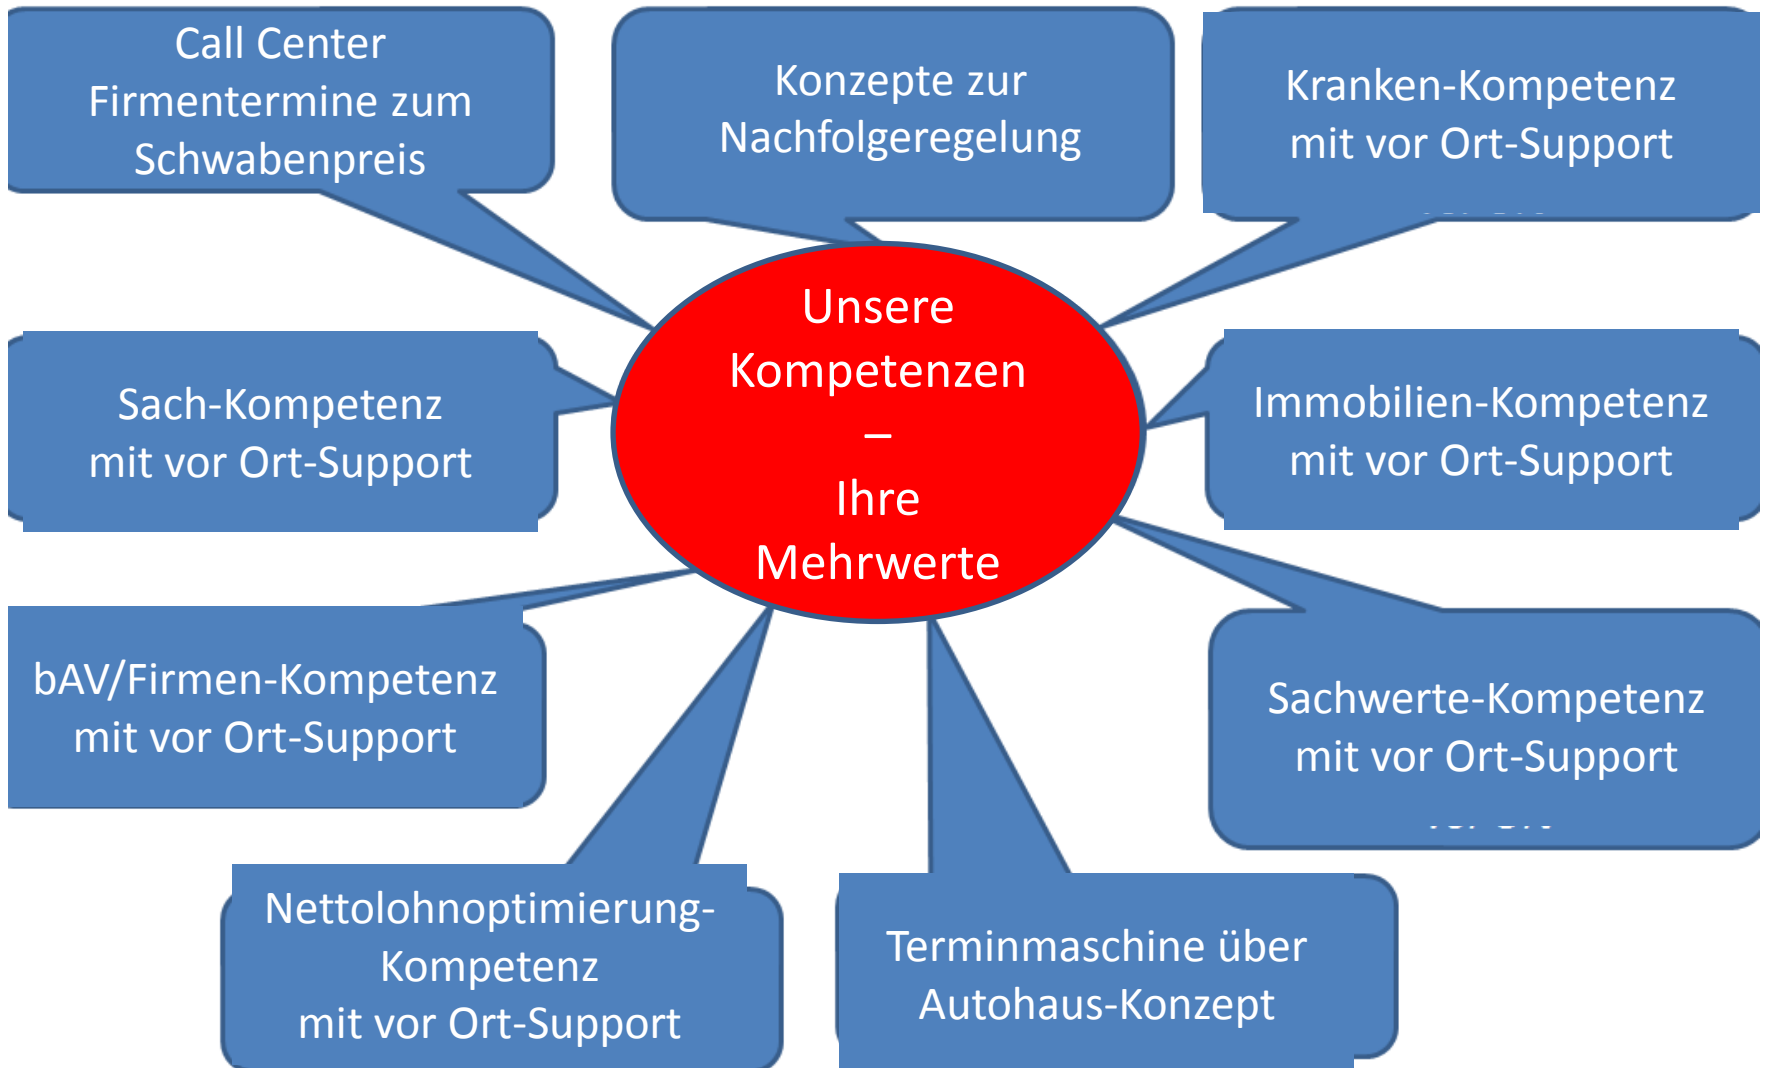 Call Center
Firmentermine zum
Schwabenpreis
Konzepte zur
Nachfolgeregelung
Kranken-Kompetenz
mit vor Ort-Support
Unsere
Kompetenzen
–
Ihre
Mehrwerte
Sach-Kompetenz
mit vor Ort-Support
Immobilien-Kompetenz
mit vor Ort-Support
bAV/Firmen-Kompetenz
mit vor Ort-Support
Sachwerte-Kompetenz
mit vor Ort-Support
Nettolohnoptimierung-
Kompetenz
mit vor Ort-Support
Terminmaschine über
Autohaus-Konzept